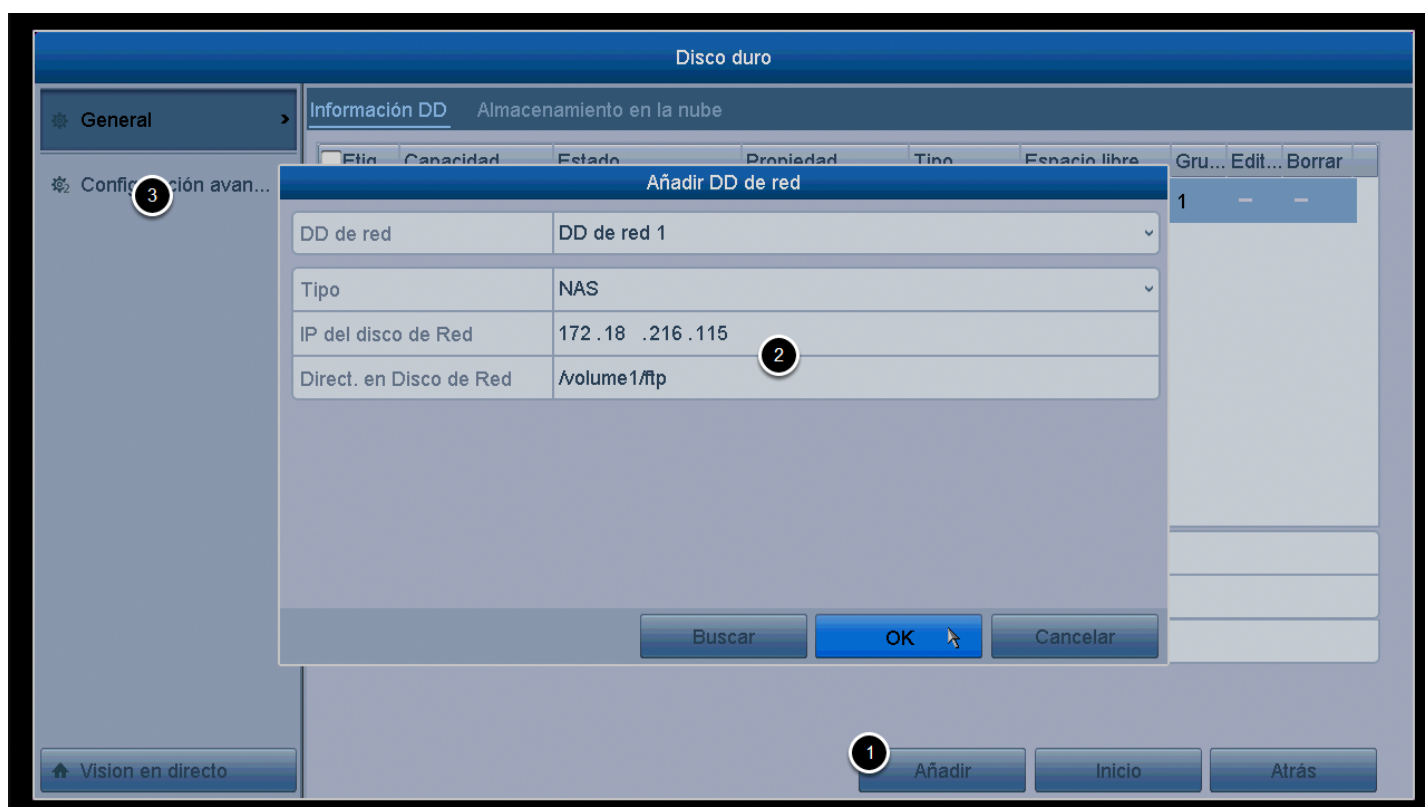 Disco duro
General
Información DD Almacenamiento en la nube
Etiq Capacidad Estado Propiedad Tipo Espacio libre Gru... Edit... Borrar
Configuración avan...
3
Añadir DD de red
1 – –
DD de red DD de red 1
Tipo NAS
IP del disco de Red 172.18 .216.115
2
Direct. en Disco de Red /volume1/ftp
Buscar OK Cancelar
1
Vision en directo Añadir Inicio Atrás